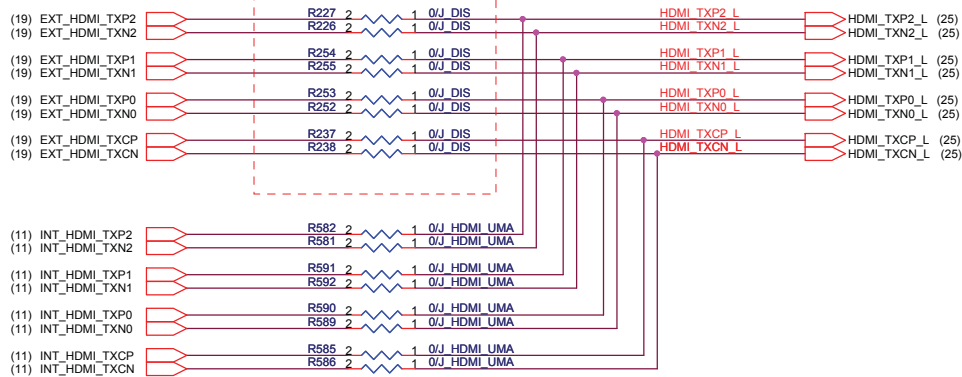 (19) EXT_HDMI_TXP2 R227 2 1 0/J_DIS HDMI_TXP2_L HDMI_TXP2_L (25)
(19) EXT_HDMI_TXN2 R226 2 1 0/J_DIS HDMI_TXN2_L HDMI_TXN2_L (25)
(19) EXT_HDMI_TXP1 R254 2 1 0/J_DIS HDMI_TXP1_L HDMI_TXP1_L (25)
(19) EXT_HDMI_TXN1 R255 2 1 0/J_DIS HDMI_TXN1_L HDMI_TXN1_L (25)
(19) EXT_HDMI_TXP0 R253 2 1 0/J_DIS HDMI_TXP0_L HDMI_TXP0_L (25)
(19) EXT_HDMI_TXN0 R252 2 1 0/J_DIS HDMI_TXN0_L HDMI_TXN0_L (25)
(19) EXT_HDMI_TXCP R237 2 1 0/J_DIS HDMI_TXCP_L HDMI_TXCP_L (25)
(19) EXT_HDMI_TXCN R238 2 1 0/J_DIS HDMI_TXCN_L HDMI_TXCN_L (25)
(11) INT_HDMI_TXP2 R582 2 1 0/J_HDMI_UMA
(11) INT_HDMI_TXN2 R581 2 1 0/J_HDMI_UMA
(11) INT_HDMI_TXP1 R591 2 1 0/J_HDMI_UMA
(11) INT_HDMI_TXN1 R592 2 1 0/J_HDMI_UMA
(11) INT_HDMI_TXP0 R590 2 1 0/J_HDMI_UMA
(11) INT_HDMI_TXN0 R589 2 1 0/J_HDMI_UMA
(11) INT_HDMI_TXCP R585 2 1 0/J_HDMI_UMA
(11) INT_HDMI_TXCN R586 2 1 0/J_HDMI_UMA